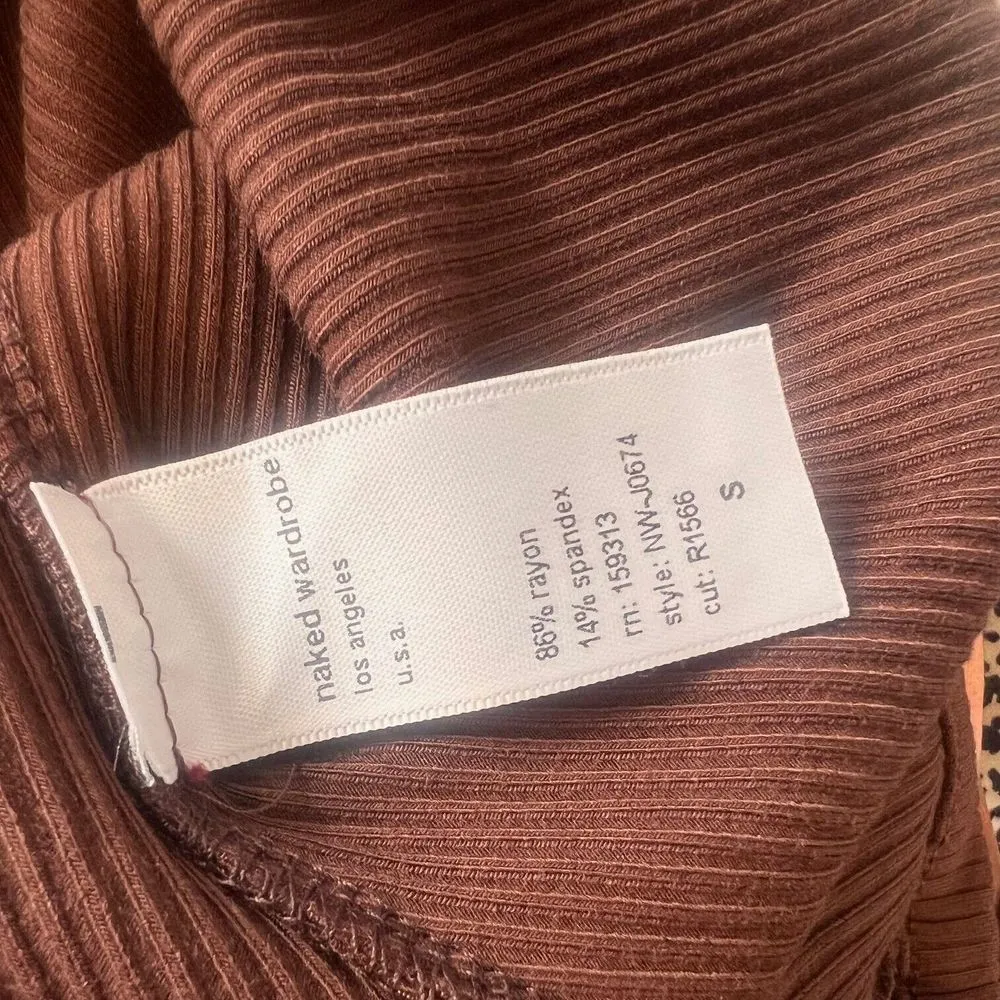 naked wardrobe
los angeles
u.s.a.
86% rayon
14% spandex
rn: 159313
style: NW-J0674
cut: R1566
S